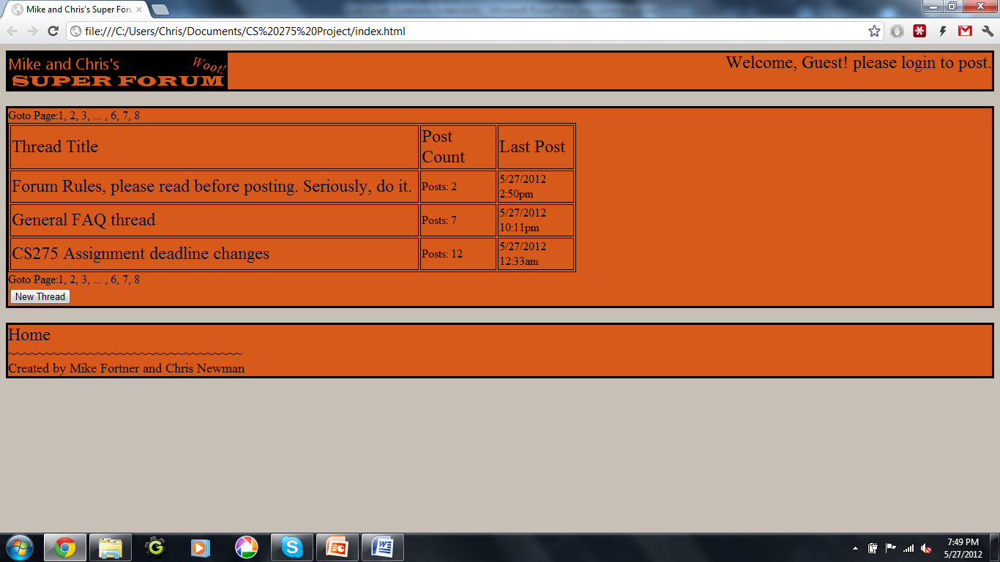 Mike and Chris's Super Foru
file:///C:/Users/Chris/Documents/CS%20275%20Project/index.html
Mike and Chris's Woot!
SUPER FORUM
Welcome, Guest! please login to post.
Goto Page:1, 2, 3, ... , 6, 7, 8
Thread Title
Post
Count
Last Post
Forum Rules, please read before posting. Seriously, do it.
Posts: 2
5/27/2012
2:50pm
General FAQ thread
Posts: 7
5/27/2012
10:11pm
CS275 Assignment deadline changes
Posts: 12
5/27/2012
12:33am
Goto Page:1, 2, 3, ... , 6, 7, 8
New Thread
Home
~~~~~~~~~~~~~~~~~~~~~~~~~~~~~~~~
Created by Mike Fortner and Chris Newman
7:49 PM
5/27/2012